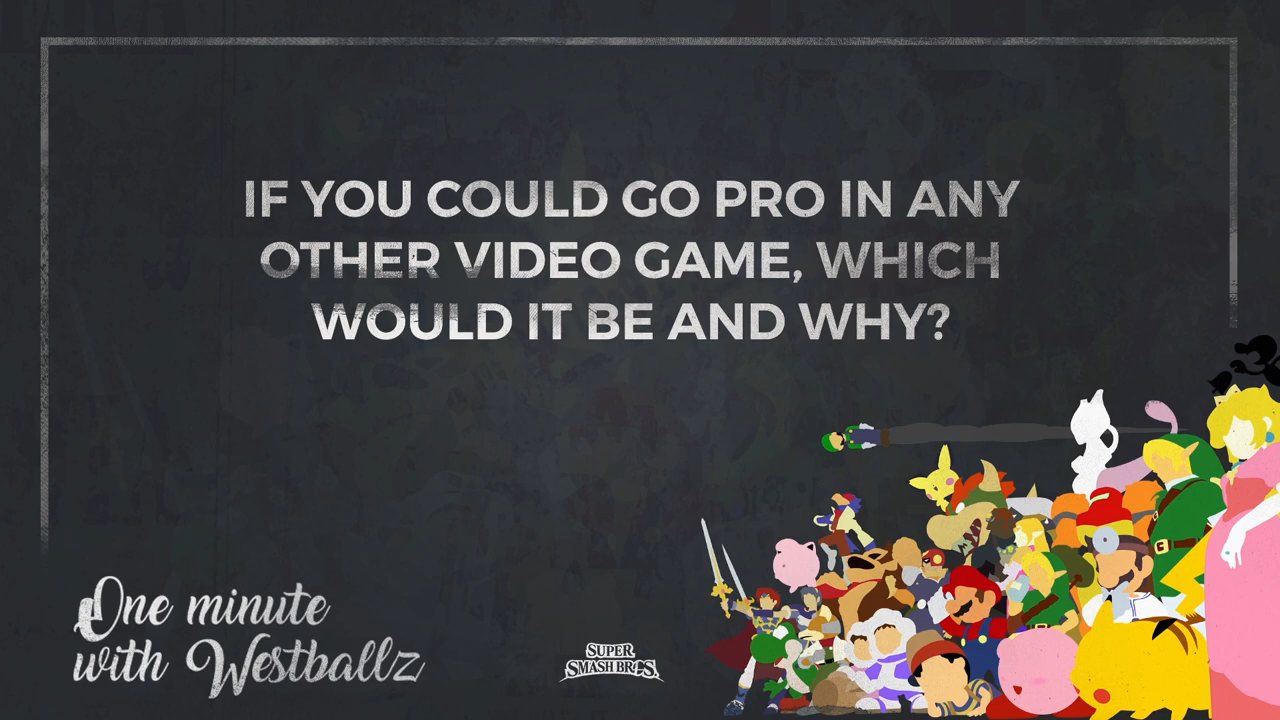 IF YOU COULD GO PRO IN ANY
OTHER VIDEO GAME, WHICH
WOULD IT BE AND WHY?
One minute
with Westballz
SUPER
SMASH BROS.